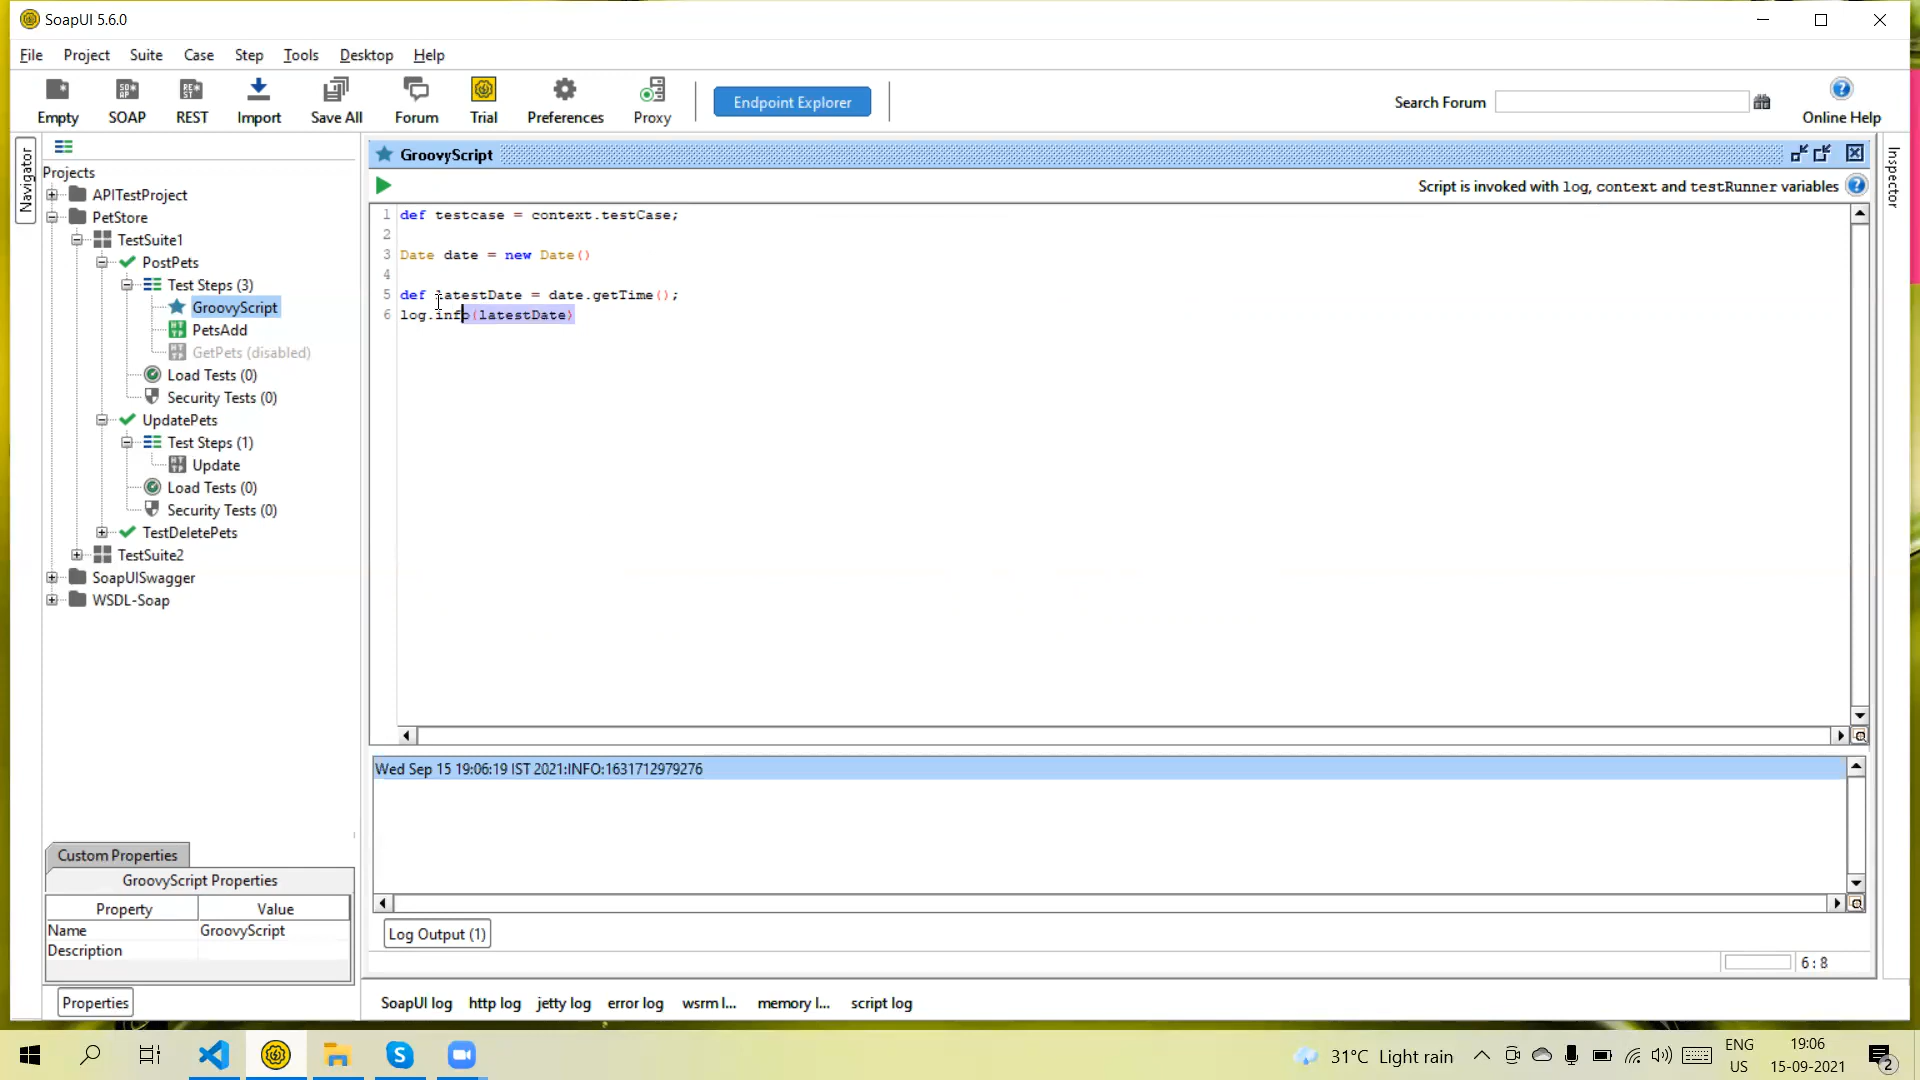 SoapUI 5.6.0
File Project Suite Case Step Tools Desktop Help
Empty SOAP REST Import Save All Forum Trial Preferences Proxy Endpoint Explorer Search Forum Online Help
Navigator
Projects
APITestProject
PetStore
TestSuite1
PostPets
Test Steps (3)
GroovyScript
PetsAdd
GetPets (disabled)
Load Tests (0)
Security Tests (0)
UpdatePets
Test Steps (1)
Update
Load Tests (0)
Security Tests (0)
TestDeletePets
TestSuite2
SoapUISwagger
WSDL-Soap
Custom Properties
GroovyScript Properties
Property Value
Name GroovyScript
Description
Properties
GroovyScript
Script is invoked with log, context and testRunner variables
1 def testcase = context.testCase;
2
3 Date date = new Date()
4
5 def latestDate = date.getTime();
6 log.info(latestDate)
Wed Sep 15 19:06:19 IST 2021:INFO:1631712979276
Log Output (1)
6 : 8
SoapUI log http log jetty log error log wsrm l... memory l... script log
Inspector
31°C Light rain
ENG
US
19:06
15-09-2021
2